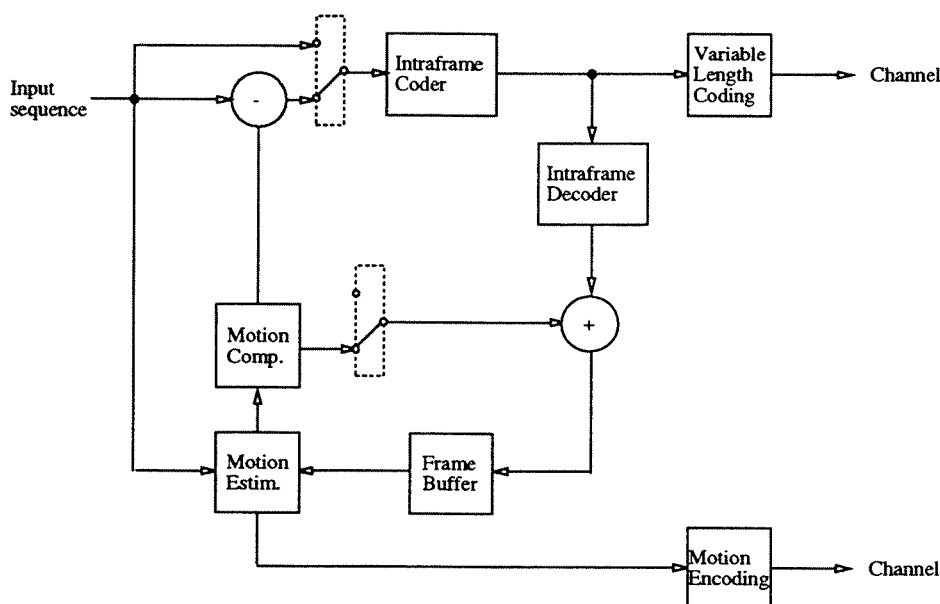 Input
sequence
-
Intraframe
Coder
Variable
Length
Coding
Channel
Intraframe
Decoder
Motion
Comp.
+
Motion
Estim.
Frame
Buffer
Motion
Encoding
Channel